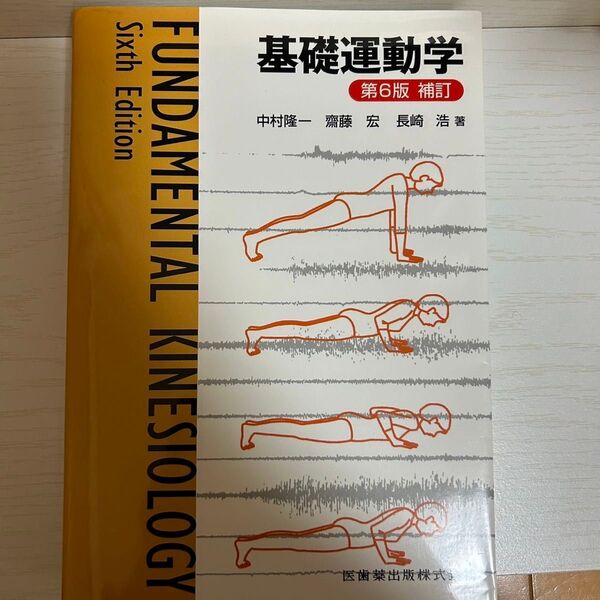 基礎運動学
第6版 補訂
中村隆一 齋藤 宏 長崎 浩 著
FUNDAMENTAL KINESIOLOGY
Sixth Edition
医歯薬出版株式